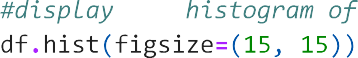 #display histogram of
df.hist(figsize=(15, 15))